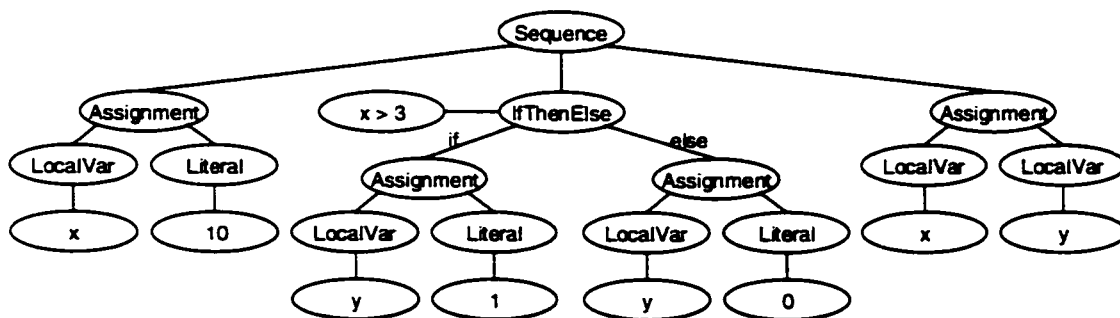 Sequence
Assignment
x > 3
IfThenElse
Assignment
if
else
LocalVar
Literal
Assignment
Assignment
LocalVar
LocalVar
x
10
LocalVar
Literal
LocalVar
Literal
x
y
y
1
y
0